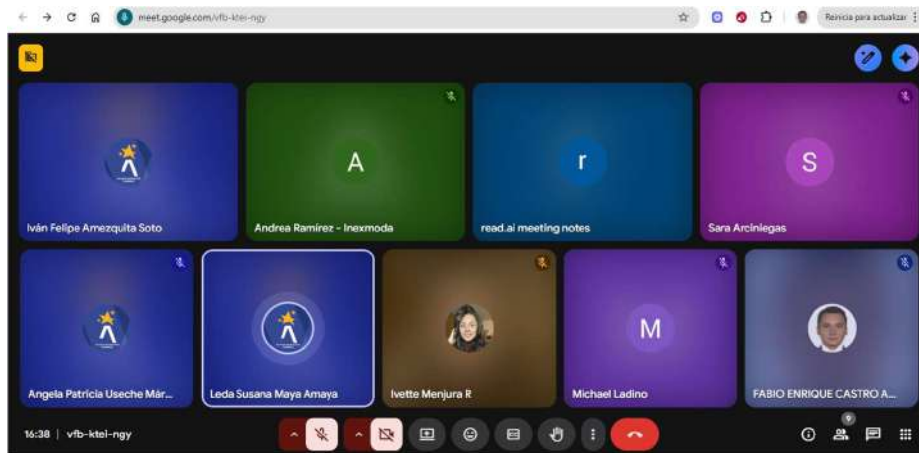 meet.google.com/vfb-ktei-ngy
Reinicia para actualizar
A
r
S
Iván Felipe Amezquita Soto
Andrea Ramírez - Inexmoda
read.ai meeting notes
Sara Arciniegas
M
Angela Patricia Useche Már...
Leda Susana Maya Amaya
Ivette Menjura R
Michael Ladino
FABIO ENRIQUE CASTRO A...
16:38 | vfb-ktei-ngy
9